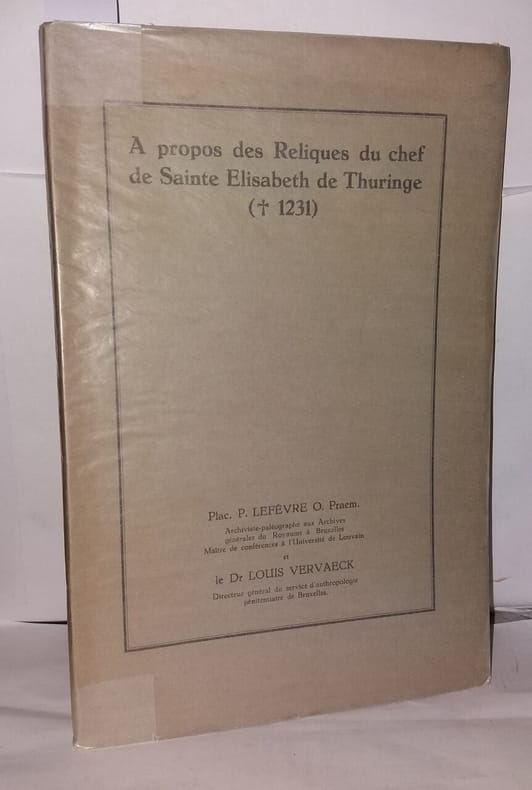 A propos des Reliques du chef
de Sainte Elisabeth de Thuringe
(† 1231)
Plac. P. LEFÈVRE O. Praem.
Archiviste-paléographe aux Archives
générales du Royaume à Bruxelles
Maître de conférences à l'Université de Louvain
et
le Dr LOUIS VERVAECK
Directeur général du service d'anthropologie
pénitentiaire de Bruxelles.